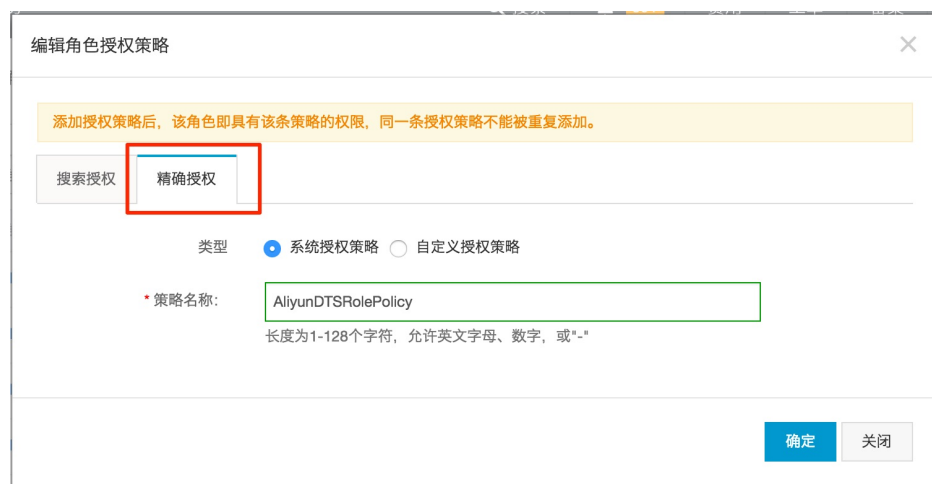 编辑角色授权策略
添加授权策略后，该角色即具有该条策略的权限，同一条授权策略不能被重复添加。
搜索授权 精确授权
类型 系统授权策略 自定义授权策略
* 策略名称： AliyunDTSRolePolicy
长度为1-128个字符，允许英文字母、数字，或"-"
确定 关闭